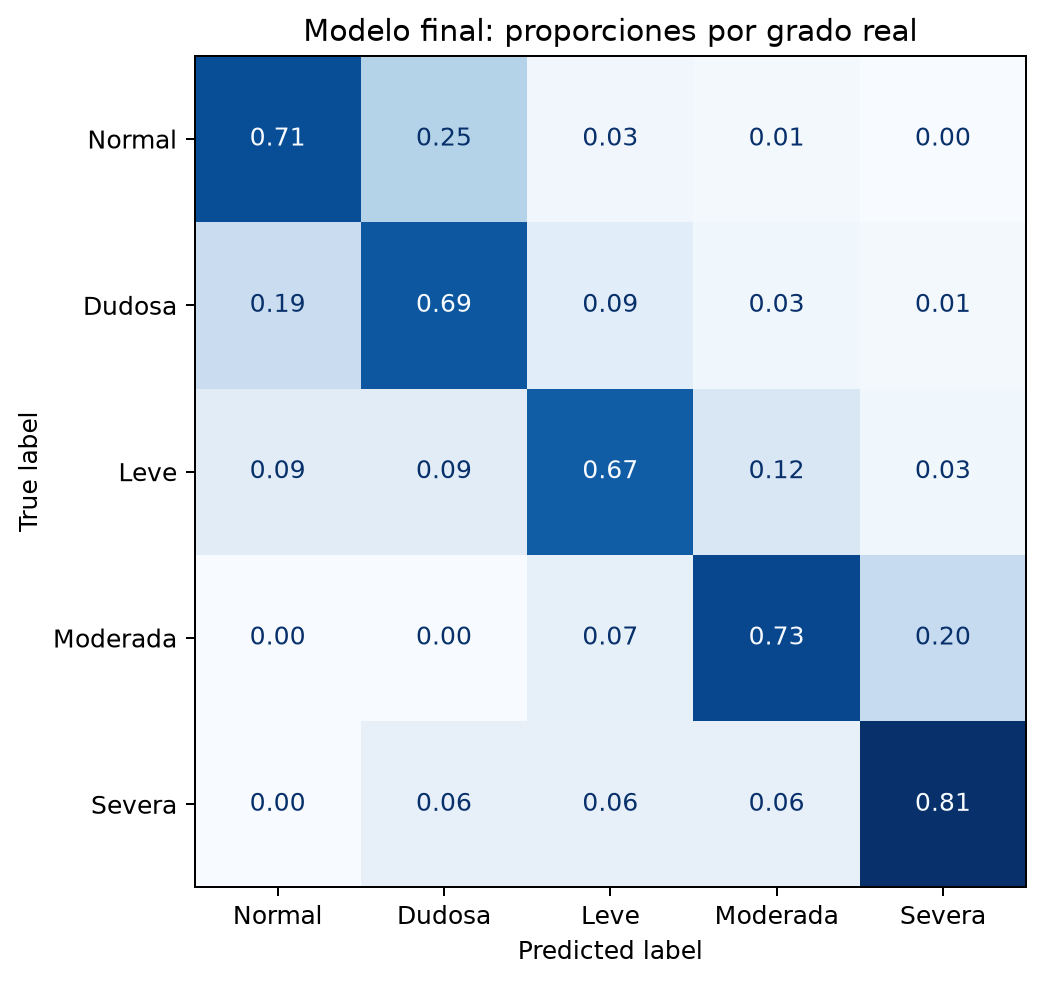 Modelo final: proporciones por grado real
Normal 0.71 0.25 0.03 0.01 0.00
Dudosa 0.19 0.69 0.09 0.03 0.01
Leve 0.09 0.09 0.67 0.12 0.03
Moderada 0.00 0.00 0.07 0.73 0.20
Severa 0.00 0.06 0.06 0.06 0.81
True label
Normal Dudosa Leve Moderada Severa
Predicted label